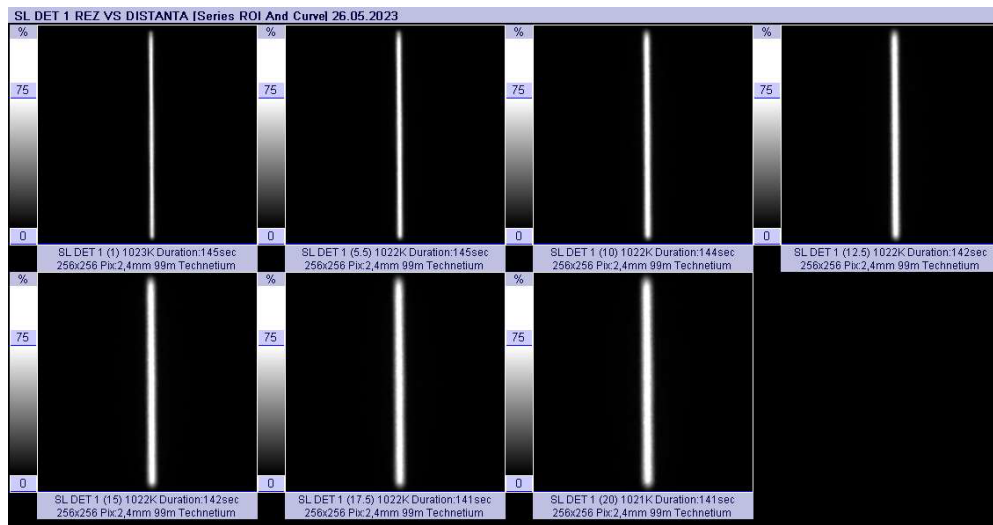 SL DET 1 REZ VS DISTANTA [Series ROI And Curve] 26.05.2023
% % % %
75 75 75 75
0 0 0 0
SL DET 1 (1) 1023K Duration:145sec
256x256 Pix:2,4mm 99m Technetium
SL DET 1 (5.5) 1022K Duration:145sec
256x256 Pix:2,4mm 99m Technetium
SL DET 1 (10) 1022K Duration:144sec
256x256 Pix:2,4mm 99m Technetium
SL DET 1 (12.5) 1022K Duration:142sec
256x256 Pix:2,4mm 99m Technetium
% % %
75 75 75
0 0 0
SL DET 1 (15) 1022K Duration:142sec
256x256 Pix:2,4mm 99m Technetium
SL DET 1 (17.5) 1022K Duration:141sec
256x256 Pix:2,4mm 99m Technetium
SL DET 1 (20) 1021K Duration:141sec
256x256 Pix:2,4mm 99m Technetium